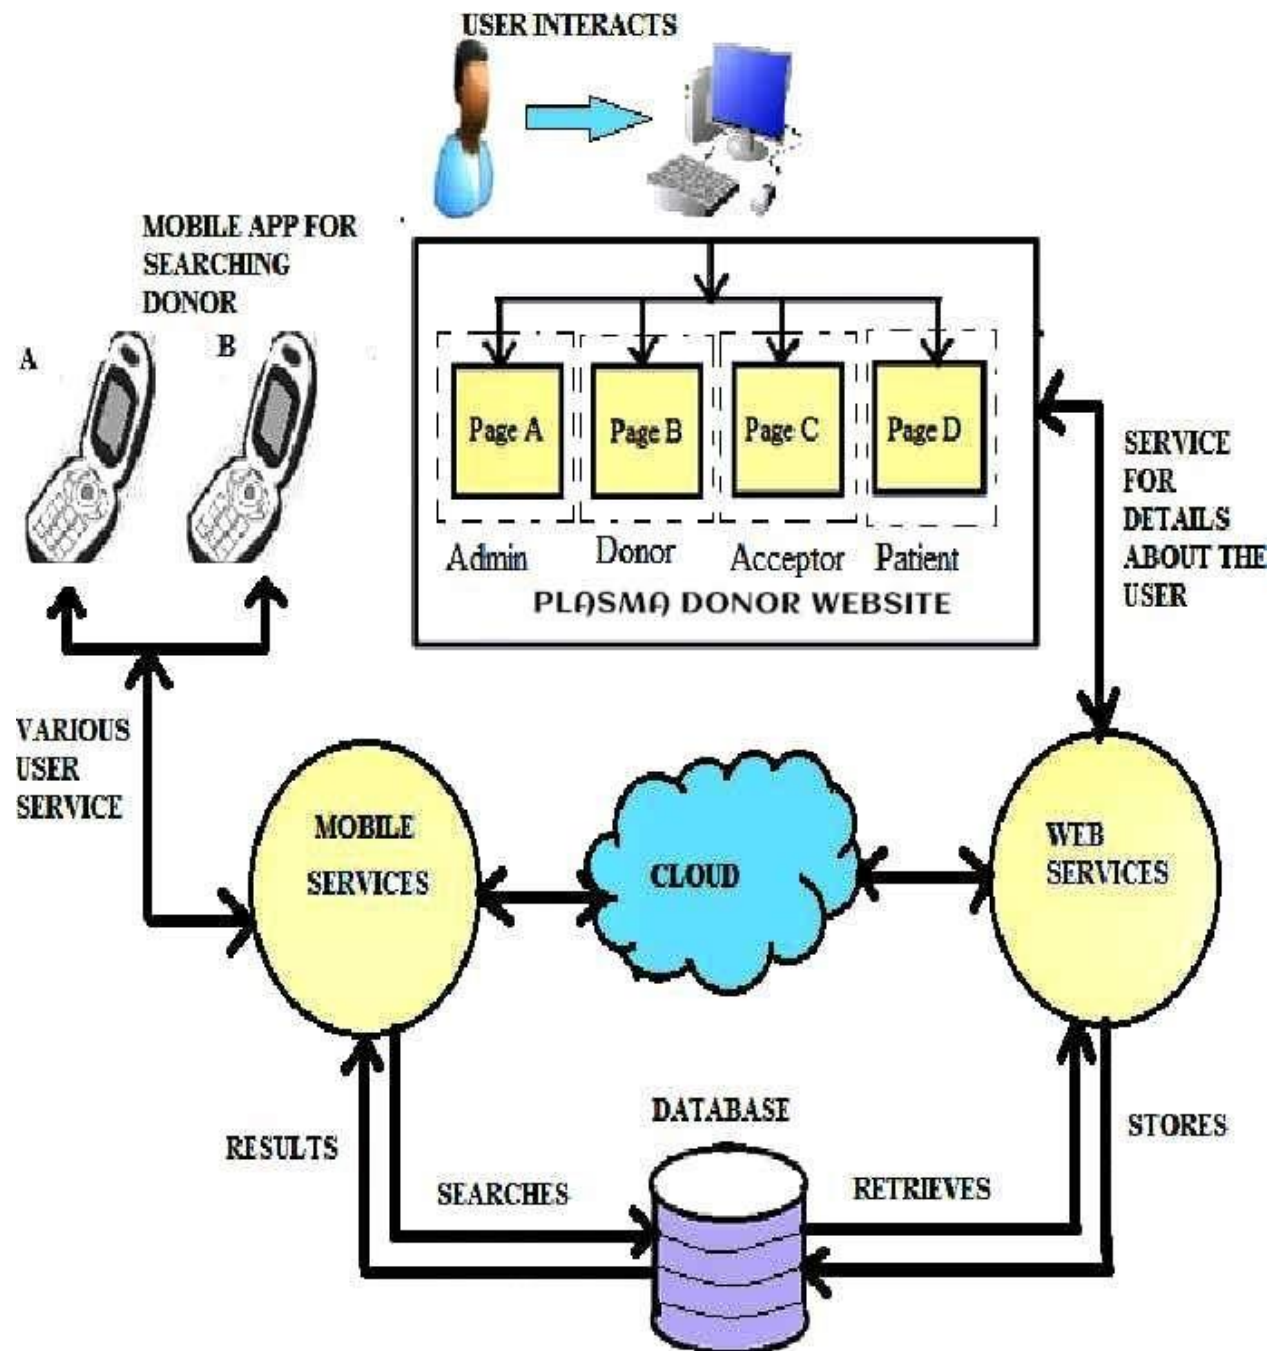 USER INTERACTS
MOBILE APP FOR
SEARCHING
DONOR
A
B
Page A
Page B
Page C
Page D
Admin
Donor
Acceptor
Patient
PLASMA DONOR WEBSITE
SERVICE
FOR
DETAILS
ABOUT THE
USER
VARIOUS
USER
SERVICE
MOBILE
SERVICES
CLOUD
WEB
SERVICES
DATABASE
RESULTS
SEARCHES
RETRIEVES
STORES